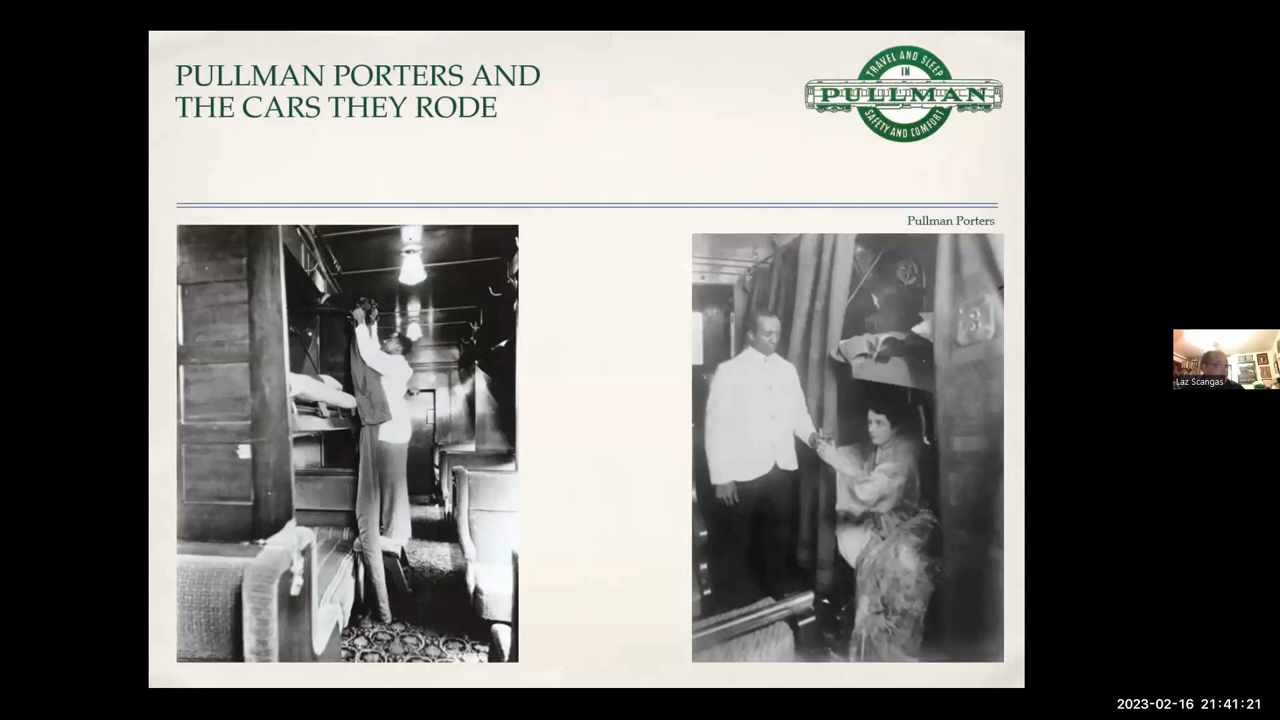 PULLMAN PORTERS AND
THE CARS THEY RODE
TRAVEL AND SLEEP
IN
PULLMAN
SAFETY AND COMFORT
Pullman Porters
Laz Scangas
2023-02-16 21:41:21